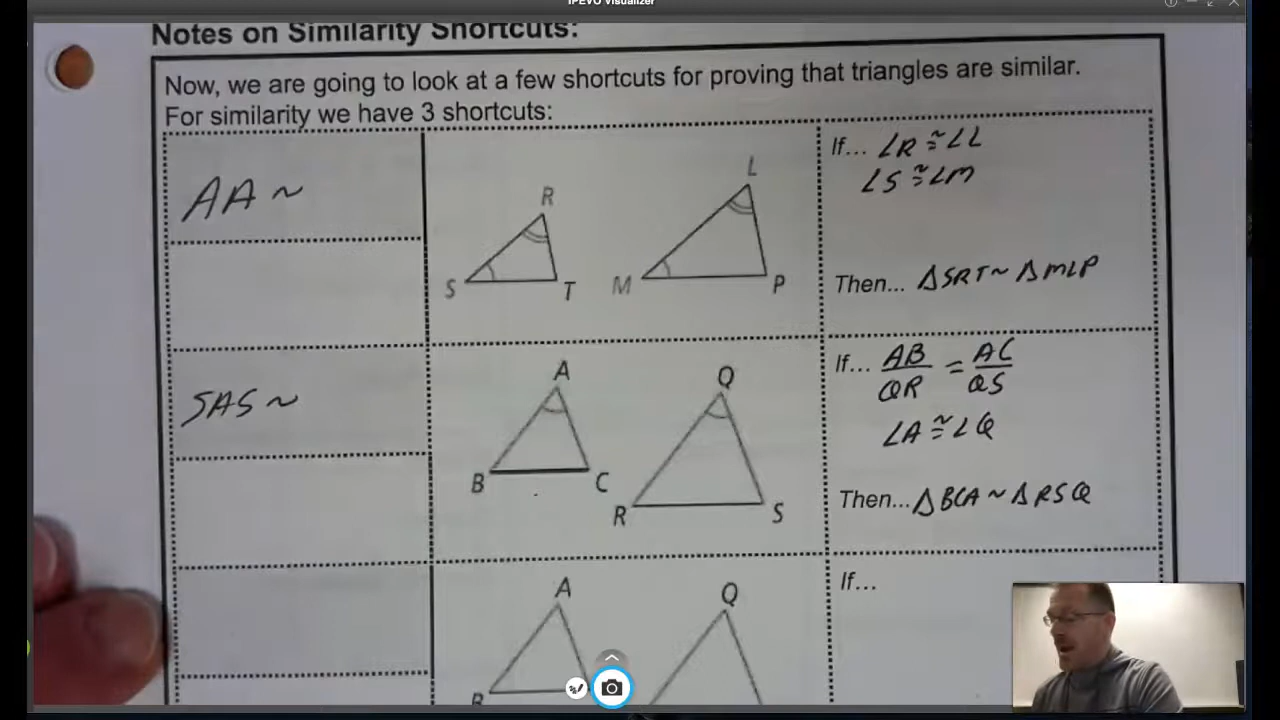 IPEVO Visualizer
Notes on Similarity Shortcuts:
Now, we are going to look at a few shortcuts for proving that triangles are similar.
For similarity we have 3 shortcuts:
AA ~
R
S
T
L
M
P
If... ∠R ≅ ∠L
∠S ≅ ∠M
Then... ΔSRT ~ ΔMLP
SAS ~
A
B
C
Q
R
S
If... AB/QR = AC/QS
∠A ≅ ∠Q
Then... ΔBCA ~ ΔRSQ
A
B
Q
If...